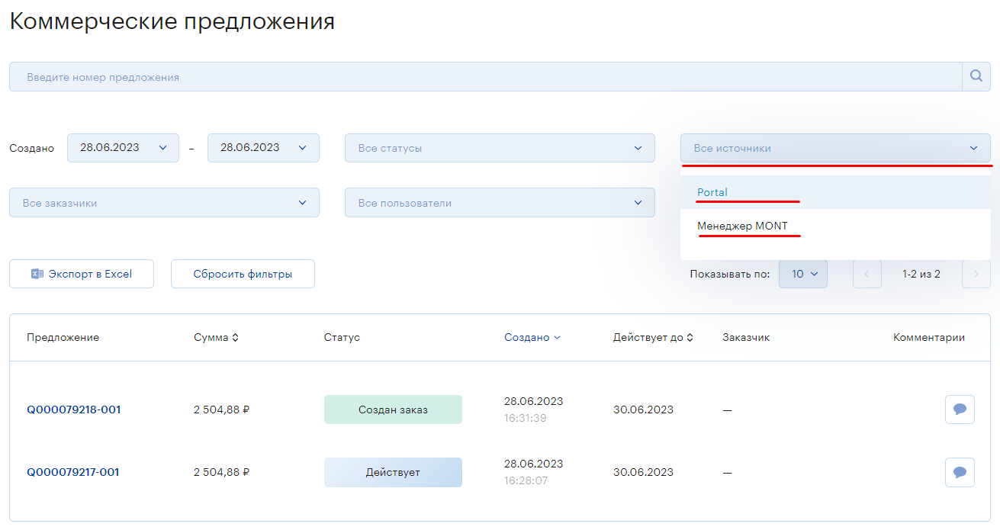 Коммерческие предложения
Введите номер предложения
Создано 28.06.2023 – 28.06.2023 Все статусы Все источники
Portal
Все заказчики Все пользователи
Менеджер MONT
Экспорт в Excel Сбросить фильтры Показывать по: 10 1-2 из 2
Предложение Сумма Статус Создано Действует до Заказчик Комментарии
Q000079218-001 2 504,88 ₽ Создан заказ 28.06.2023 30.06.2023 —
16:31:39
Q000079217-001 2 504,88 ₽ Действует 28.06.2023 30.06.2023 —
16:28:07